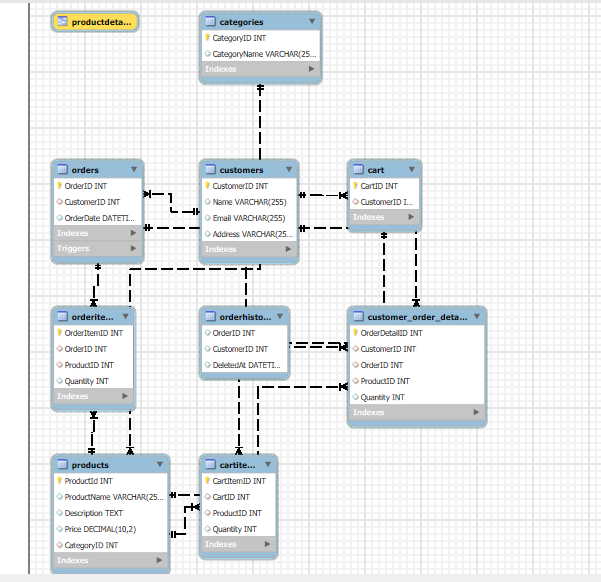 productdeta...
categories
CategoryID INT
CategoryName VARCHAR(25...
Indexes
orders
OrderID INT
CustomerID INT
OrderDate DATETI...
Indexes
Triggers
customers
CustomerID INT
Name VARCHAR(255)
Email VARCHAR(255)
Address VARCHAR(25...
Indexes
cart
CartID INT
CustomerID I...
Indexes
orderite...
OrderItemID INT
OrderID INT
ProductID INT
Quantity INT
Indexes
orderhisto...
OrderID INT
CustomerID INT
DeletedAt DATETI...
customer_order_deta...
OrderDetailID INT
CustomerID INT
OrderID INT
ProductID INT
Quantity INT
Indexes
products
ProductId INT
ProductName VARCHAR(25...
Description TEXT
Price DECIMAL(10,2)
CategoryID INT
Indexes
cartite...
CartItemID INT
CartID INT
ProductID INT
Quantity INT
Indexes